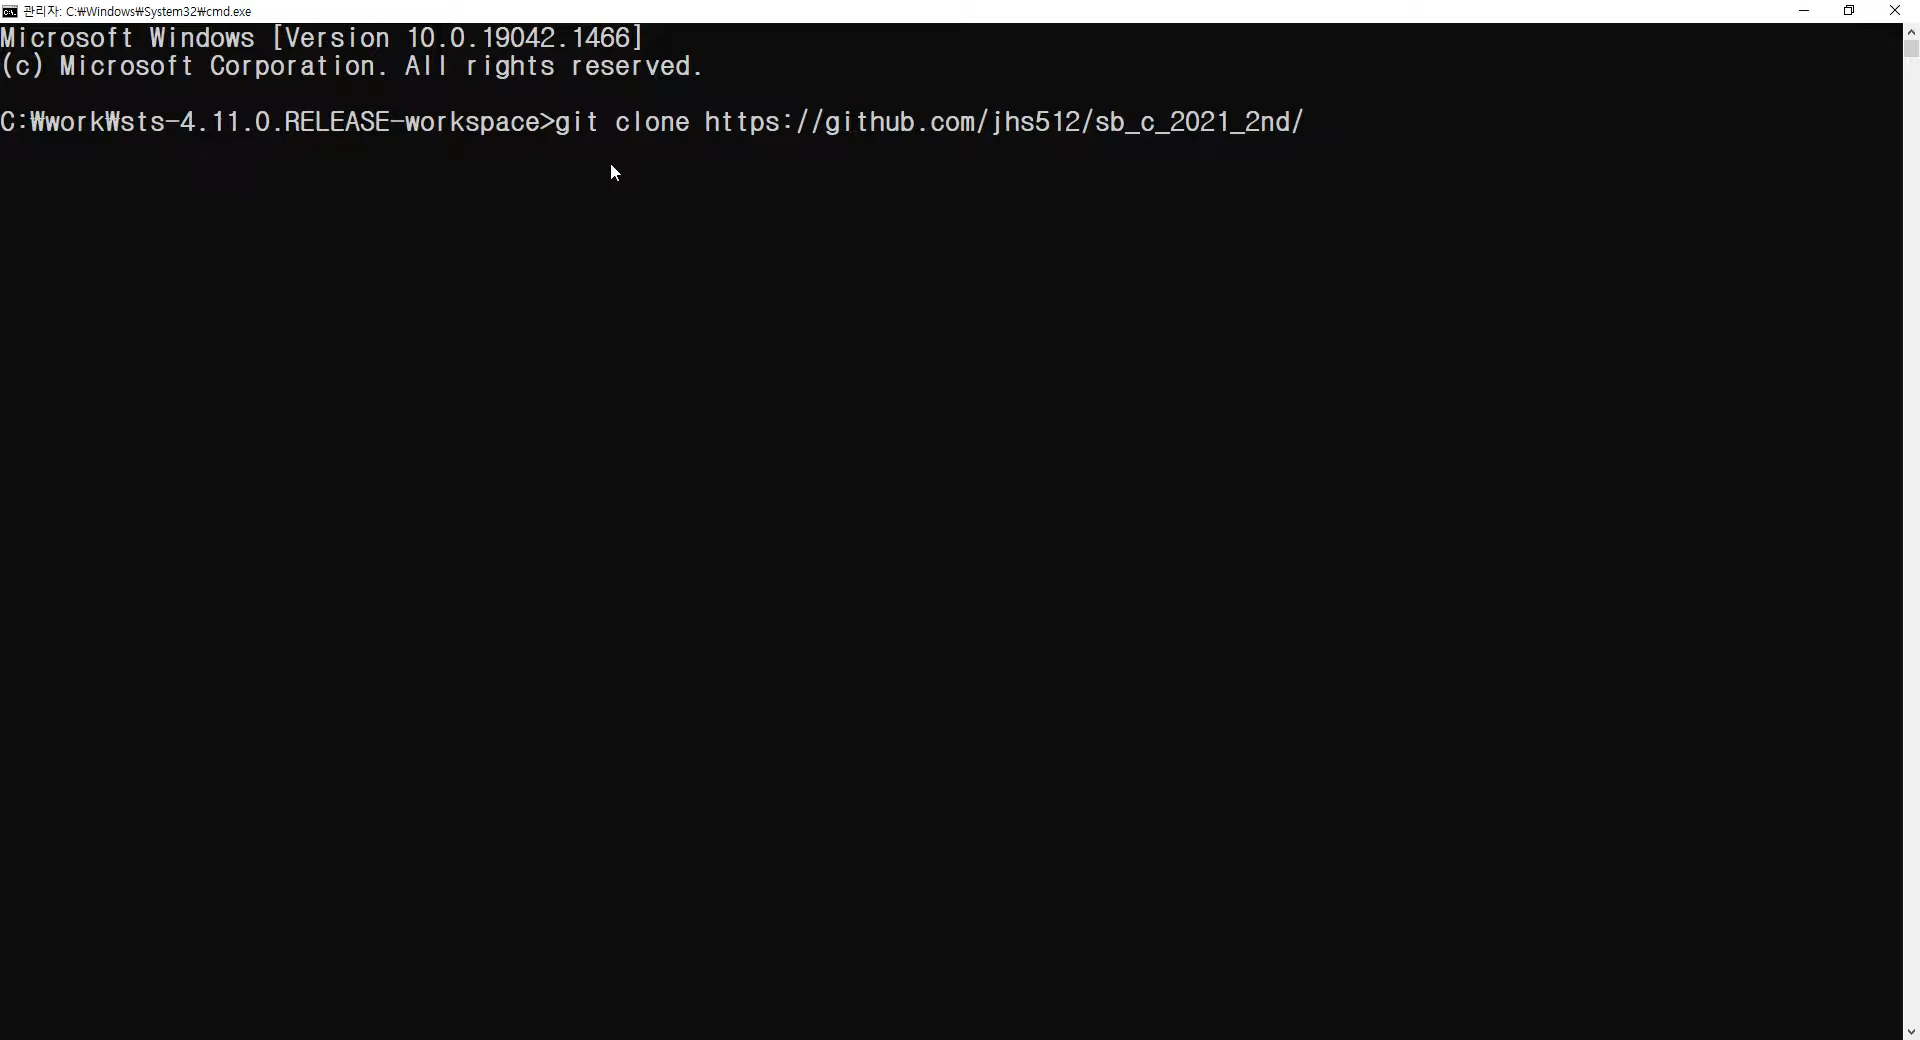 관리자: C:₩Windows₩System32₩cmd.exe
Microsoft Windows [Version 10.0.19042.1466]
(c) Microsoft Corporation. All rights reserved.
C:₩work₩sts-4.11.0.RELEASE-workspace>git clone https://github.com/jhs512/sb_c_2021_2nd/